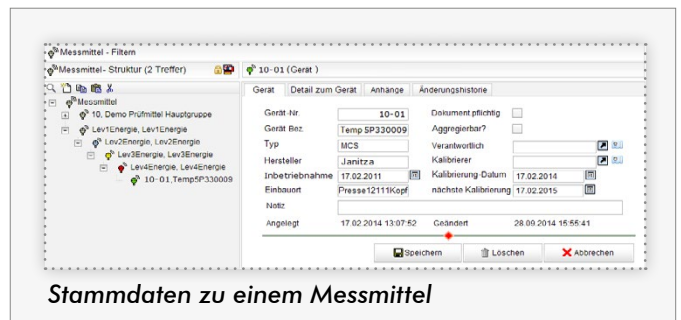 Messmittel - Filtern
Messmittel- Struktur (2 Treffer)
10-01 (Gerät )
Messmittel
10, Demo Prüfmittel Hauptgruppe
Lev1Energie, Lev1Energie
Lev2Energie, Lev2Energie
Lev3Energie, Lev3Energie
Lev4Energie, Lev4Energie
10-01,Temp5P330009
Gerät Detail zum Gerät Anhänge Änderungshistorie
Gerät-Nr. 10-01 Dokument pflichtig
Gerät Bez. Temp 5P330009 Aggregierbar?
Typ MCS Verantwortlich
Hersteller Janitza Kalibrierer
Inbetriebnahme 17.02.2011 Kalibrierung-Datum 17.02.2014
Einbauort Presse12111Kopf nächste Kalibrierung 17.02.2015
Notiz
Angelegt 17.02.2014 13:07:52 Geändert 28.09.2014 15:55:41
Speichern Löschen Abbrechen
Stammdaten zu einem Messmittel